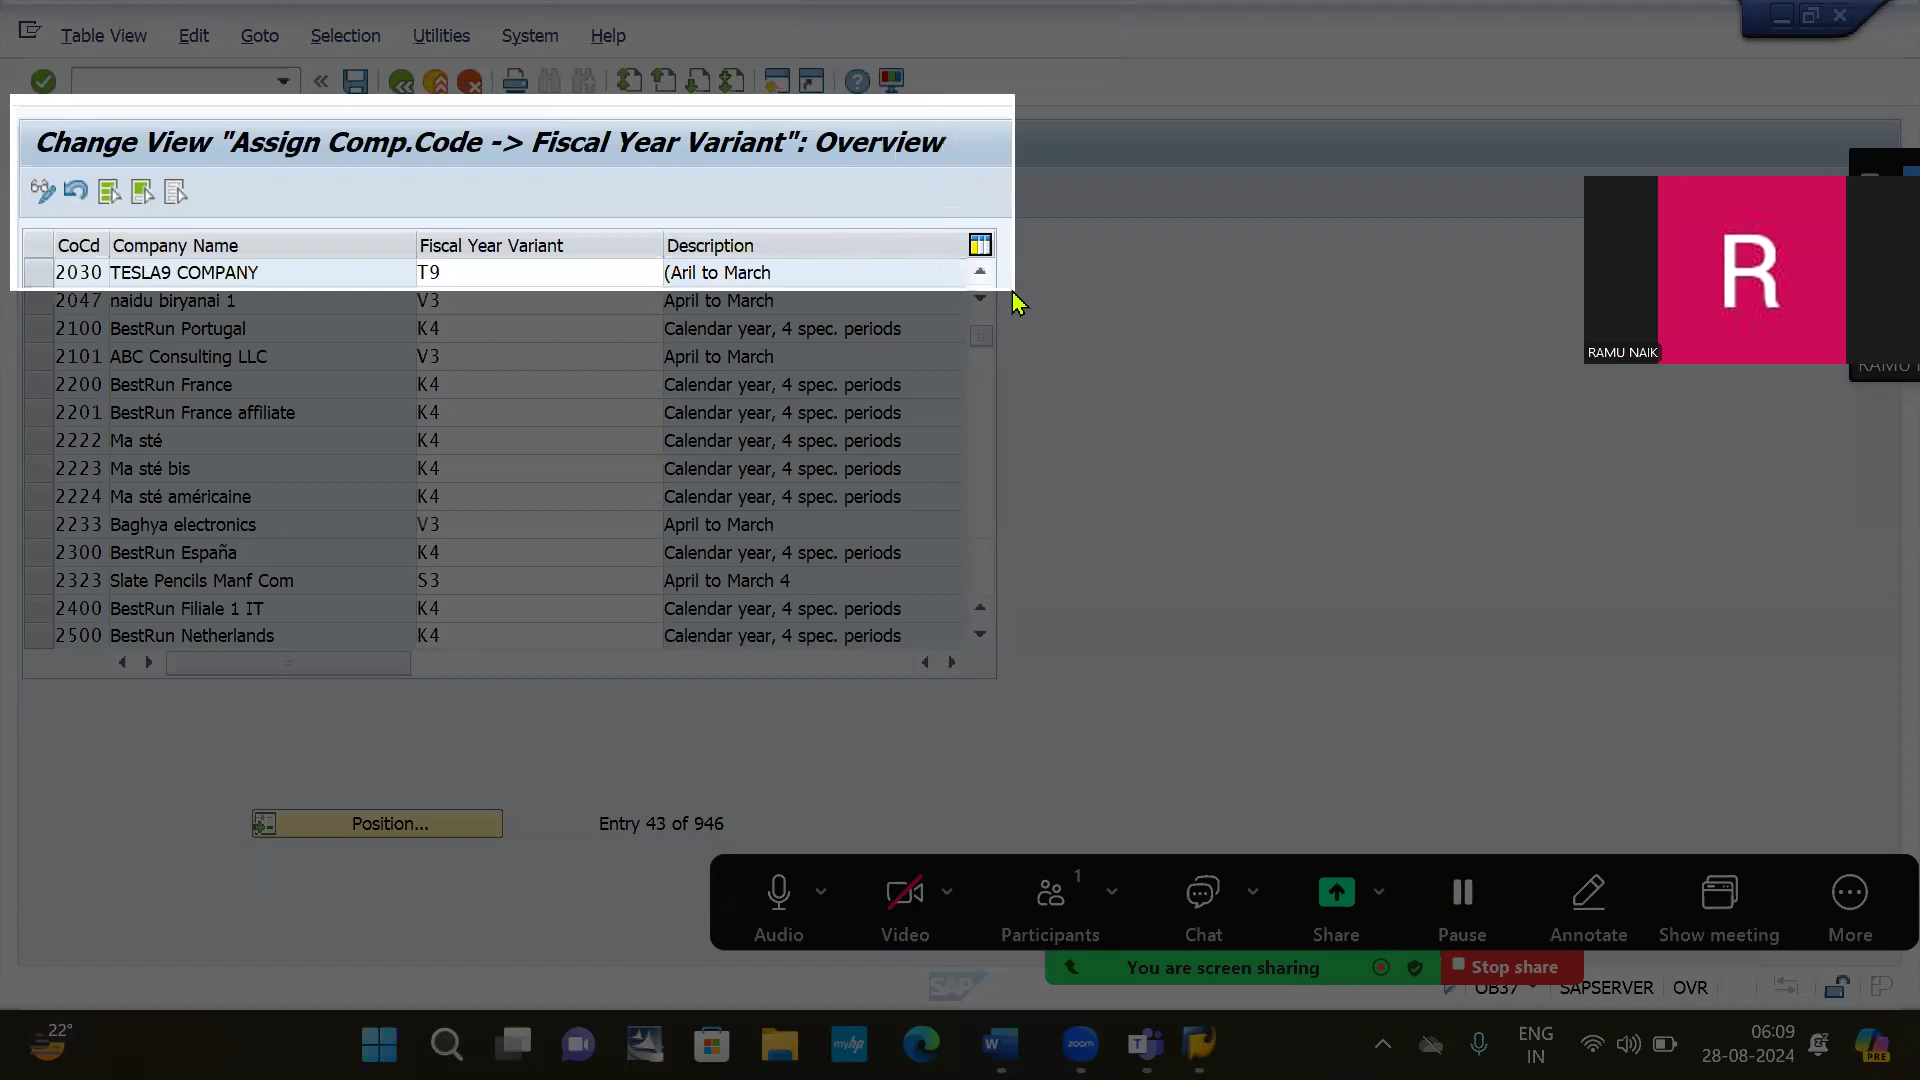 Table View Edit Goto Selection Utilities System Help
Change View "Assign Comp.Code -> Fiscal Year Variant": Overview
CoCd Company Name Fiscal Year Variant Description
2030 TESLA9 COMPANY T9 (Aril to March
2047 naidu biryanai 1 V3 April to March
2100 BestRun Portugal K4 Calendar year, 4 spec. periods
2101 ABC Consulting LLC V3 April to March
2200 BestRun France K4 Calendar year, 4 spec. periods
2201 BestRun France affiliate K4 Calendar year, 4 spec. periods
2222 Ma sté K4 Calendar year, 4 spec. periods
2223 Ma sté bis K4 Calendar year, 4 spec. periods
2224 Ma sté américaine K4 Calendar year, 4 spec. periods
2233 Baghya electronics V3 April to March
2300 BestRun España K4 Calendar year, 4 spec. periods
2323 Slate Pencils Manf Com S3 April to March 4
2400 BestRun Filiale 1 IT K4 Calendar year, 4 spec. periods
2500 BestRun Netherlands K4 Calendar year, 4 spec. periods
Position... Entry 43 of 946
R
RAMU NAIK
RAMU
1
Audio Video Participants Chat Share Pause Annotate Show meeting More
You are screen sharing Stop share
SAP OB37 SAPSERVER OVR
22°
myhp
W
zoom
T
ENG
IN
06:09
28-08-2024
PRE